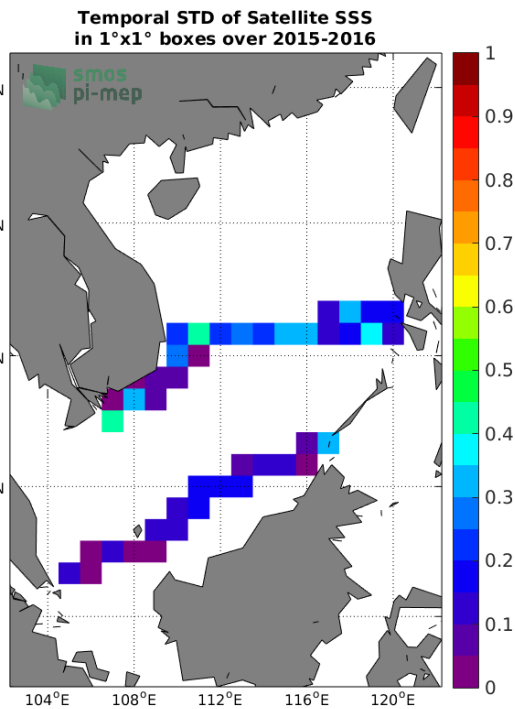 Temporal STD of Satellite SSS
in 1°x1° boxes over 2015-2016
smos
pi-mep
1
0.9
0.8
0.7
0.6
0.5
0.4
0.3
0.2
0.1
0
N
N
N
N
N
104°E 108°E 112°E 116°E 120°E